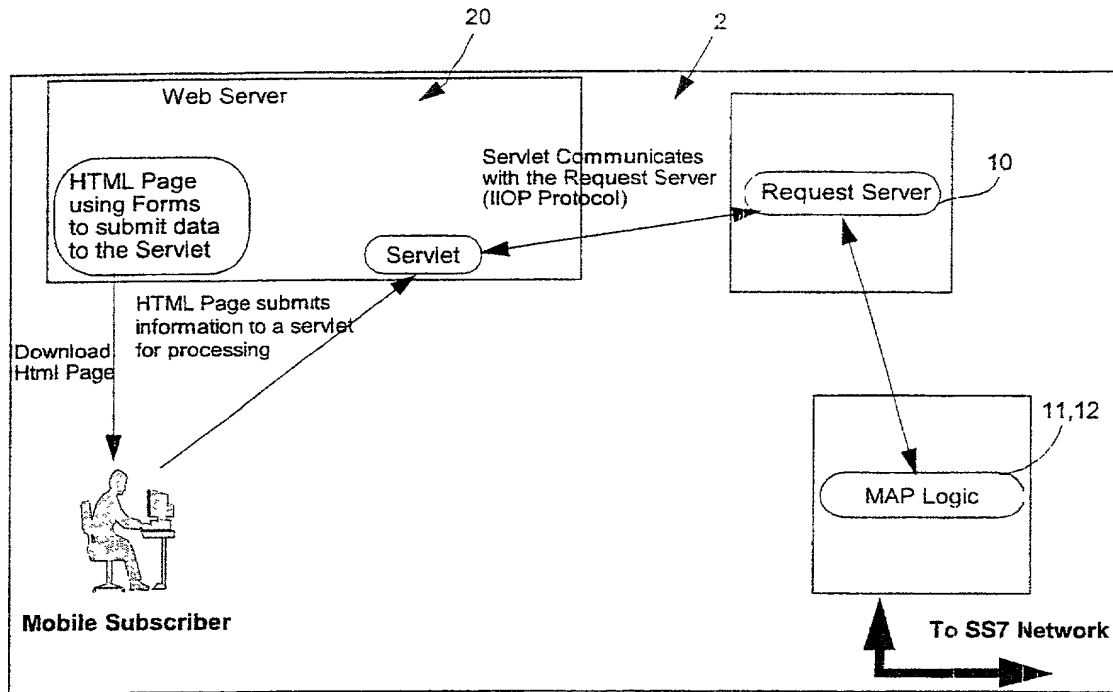 20
2
Web Server
HTML Page
using Forms
to submit data
to the Servlet
Servlet Communicates
with the Request Server
(IIOP Protocol)
Request Server
10
Servlet
HTML Page submits
information to a servlet
for processing
Download
Html Page
11,12
MAP Logic
Mobile Subscriber
To SS7 Network